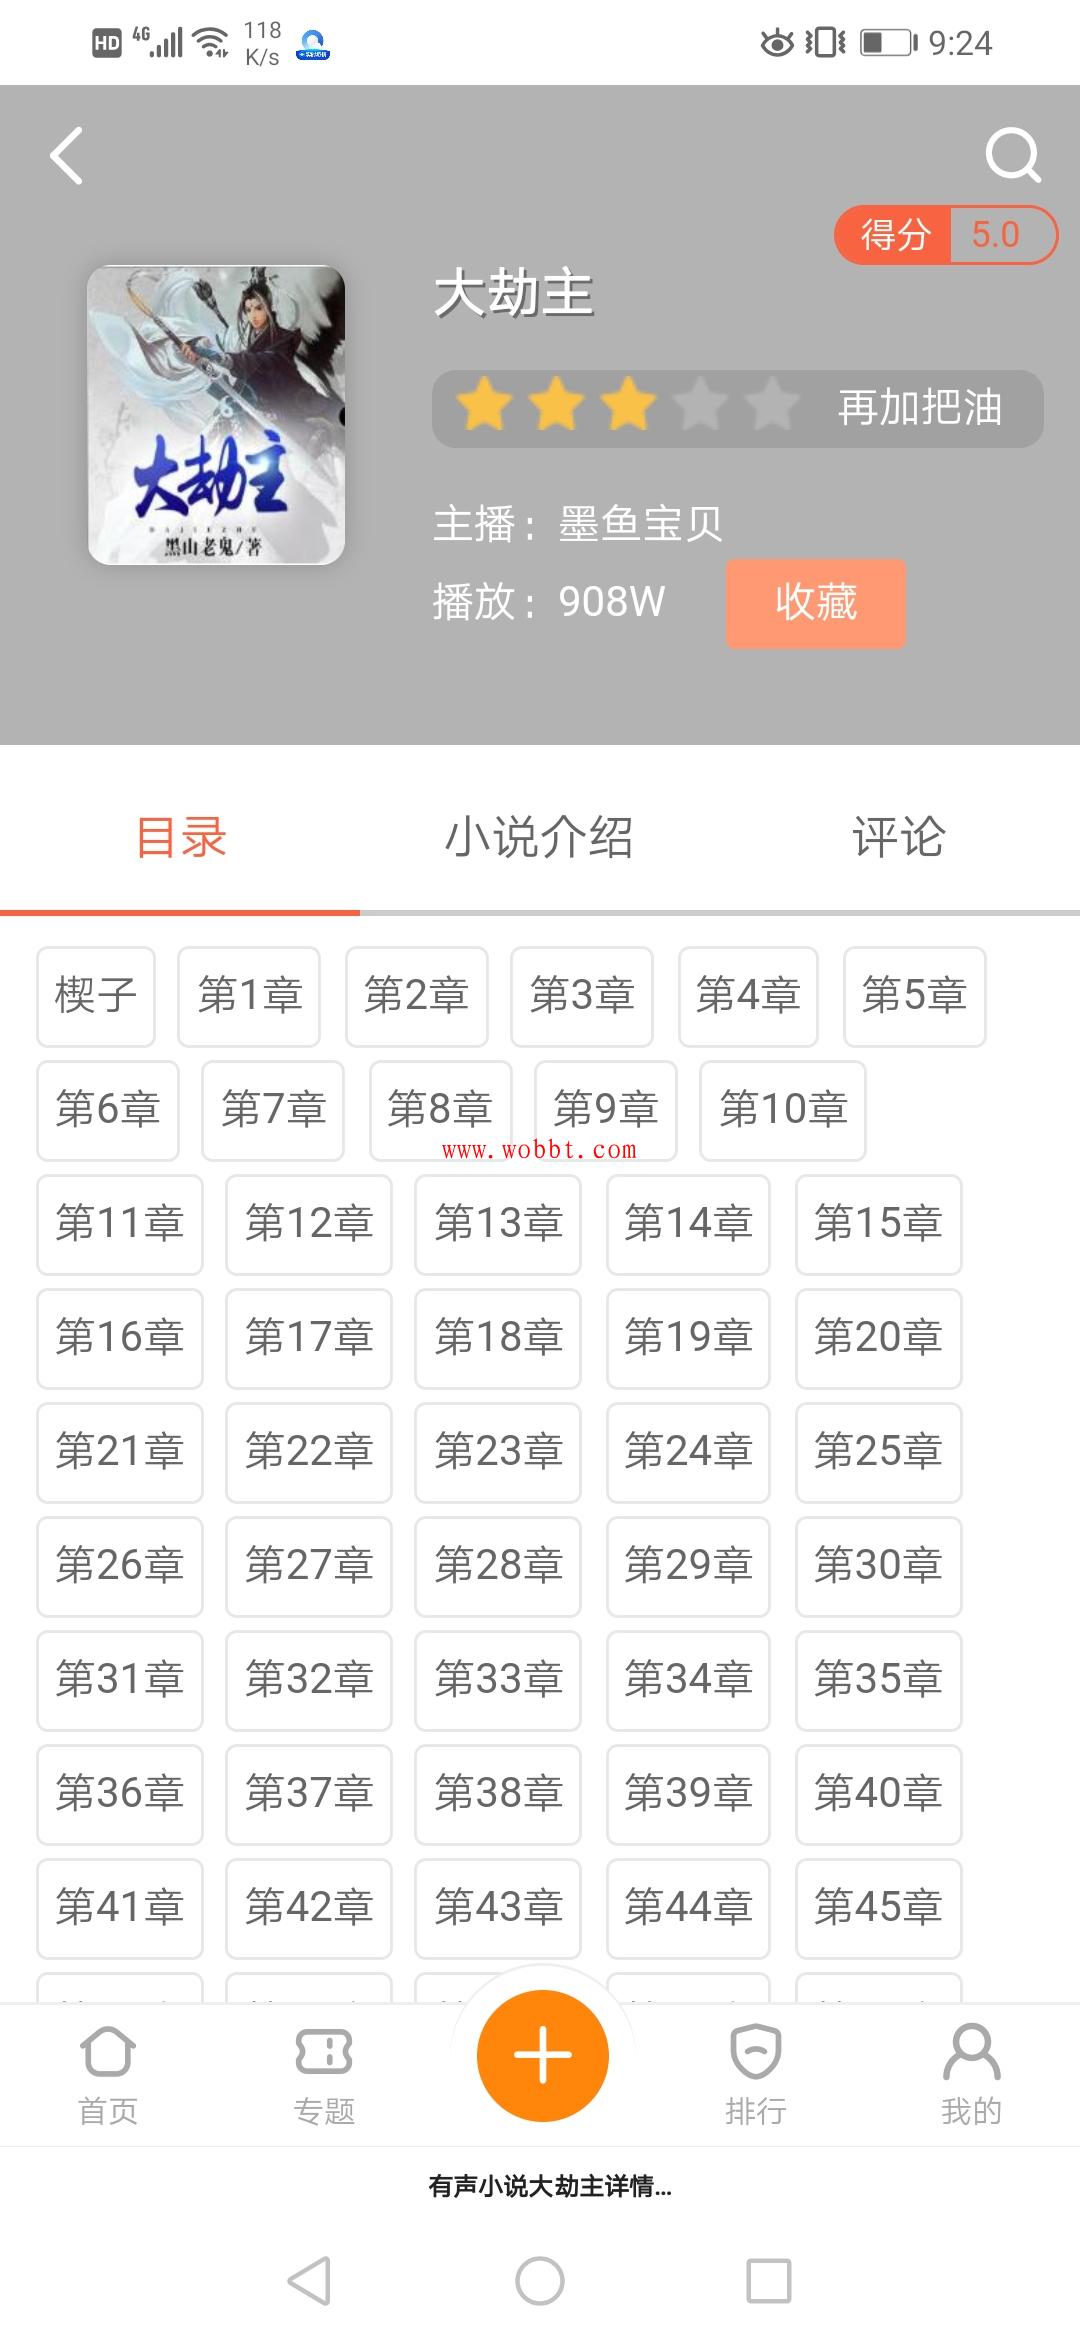 HD 4G 118 K/s 9:24
得分 5.0
大劫主
再加把油
大劫主
DAJIEZHU
黑山老鬼/著
主播: 墨鱼宝贝
播放: 908W 收藏
目录 小说介绍 评论
楔子 第1章 第2章 第3章 第4章 第5章
第6章 第7章 第8章 第9章 第10章
www.wobbt.com
第11章 第12章 第13章 第14章 第15章
第16章 第17章 第18章 第19章 第20章
第21章 第22章 第23章 第24章 第25章
第26章 第27章 第28章 第29章 第30章
第31章 第32章 第33章 第34章 第35章
第36章 第37章 第38章 第39章 第40章
第41章 第42章 第43章 第44章 第45章
首页 专题 排行 我的
有声小说大劫主详情...